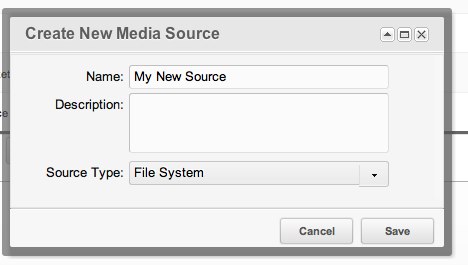 Create New Media Source
Name: My New Source
Description:
Source Type: File System
Cancel Save